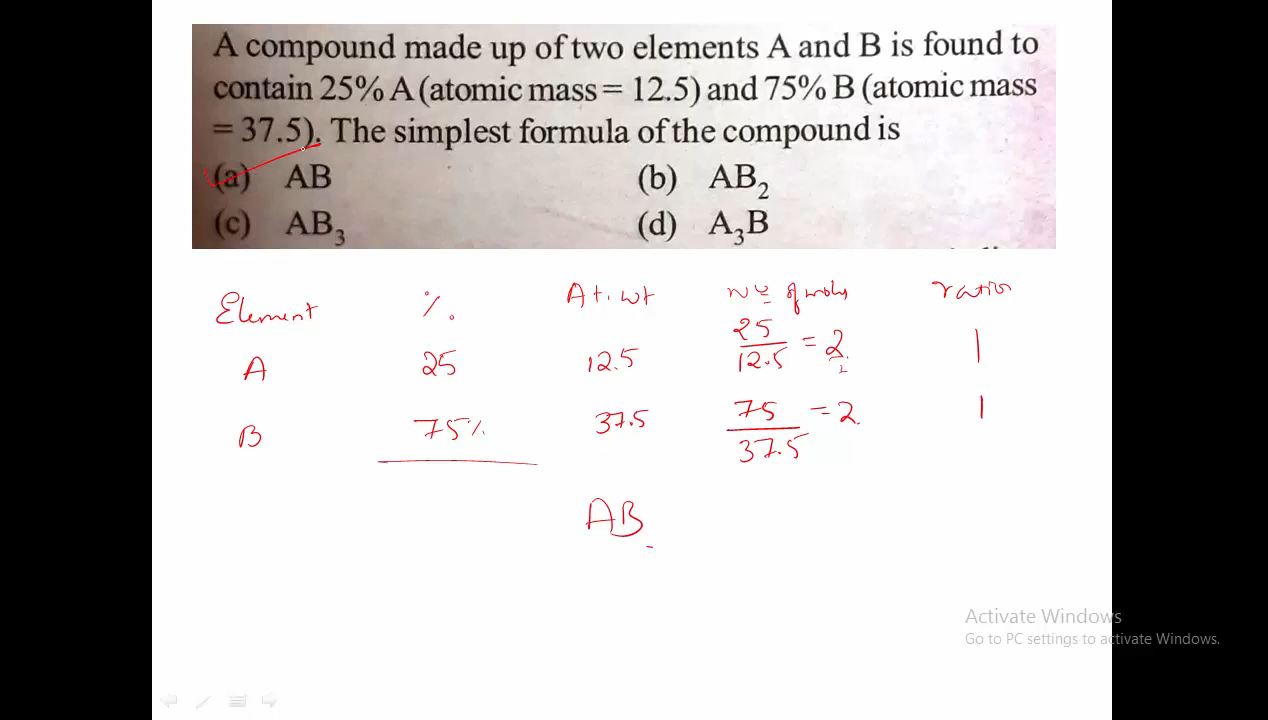 A compound made up of two elements A and B is found to
contain 25% A (atomic mass = 12.5) and 75% B (atomic mass
= 37.5). The simplest formula of the compound is
(a) AB (b) AB₂
(c) AB₃ (d) A₃B
Element % At. wt of moles ratio
A 25 12.5 25/12.5 = 2 1
B 75% 37.5 75/37.5 = 2 1
AB
Activate Windows
Go to PC settings to activate Windows.